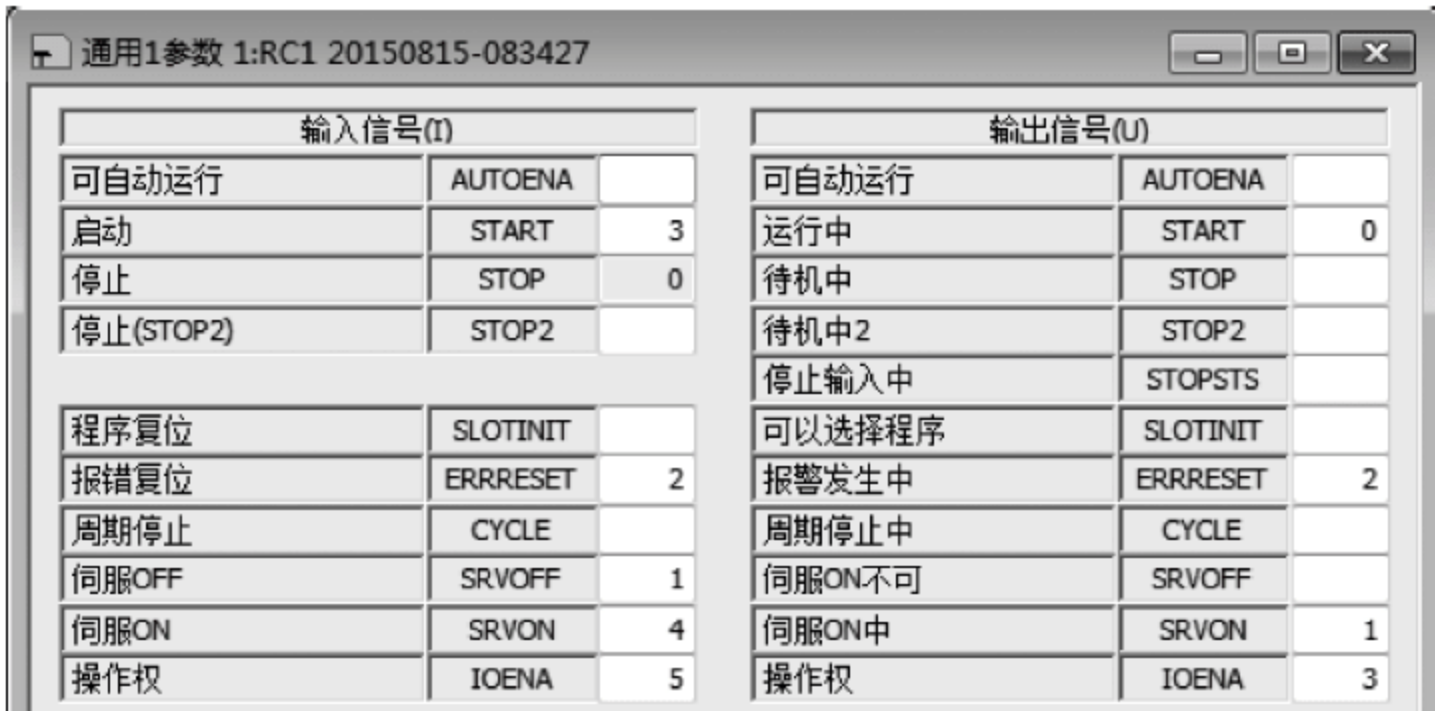 通用1参数 1:RC1 20150815-083427
输入信号(I) 输出信号(U)
可自动运行 AUTOENA 可自动运行 AUTOENA
启动 START 3 运行中 START 0
停止 STOP 0 待机中 STOP
停止(STOP2) STOP2 待机中2 STOP2
停止输入中 STOPSTS
程序复位 SLOTINIT 可以选择程序 SLOTINIT
报错复位 ERRRESET 2 报警发生中 ERRRESET 2
周期停止 CYCLE 周期停止中 CYCLE
伺服OFF SRVOFF 1 伺服ON不可 SRVOFF
伺服ON SRVON 4 伺服ON中 SRVON 1
操作权 IOENA 5 操作权 IOENA 3